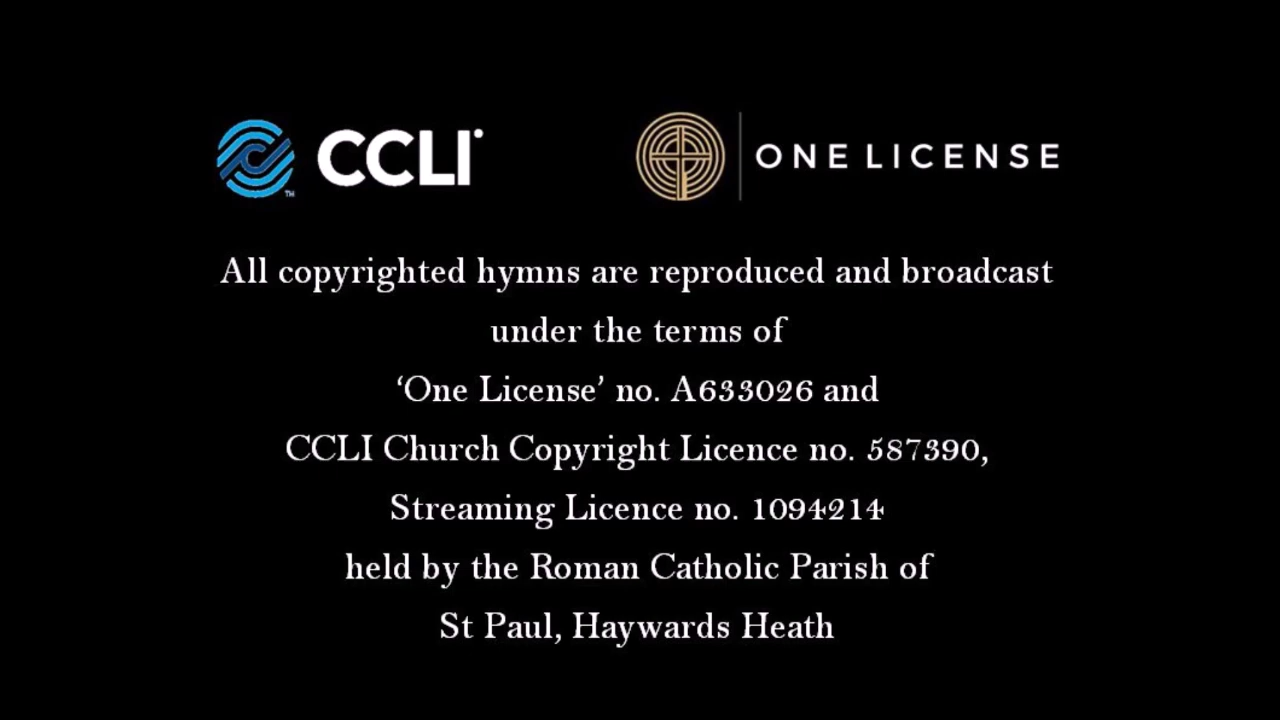 CCLI
TM
ONE LICENSE
All copyrighted hymns are reproduced and broadcast
under the terms of
‘One License’ no. A633026 and
CCLI Church Copyright Licence no. 587390,
Streaming Licence no. 1094214
held by the Roman Catholic Parish of
St Paul, Haywards Heath